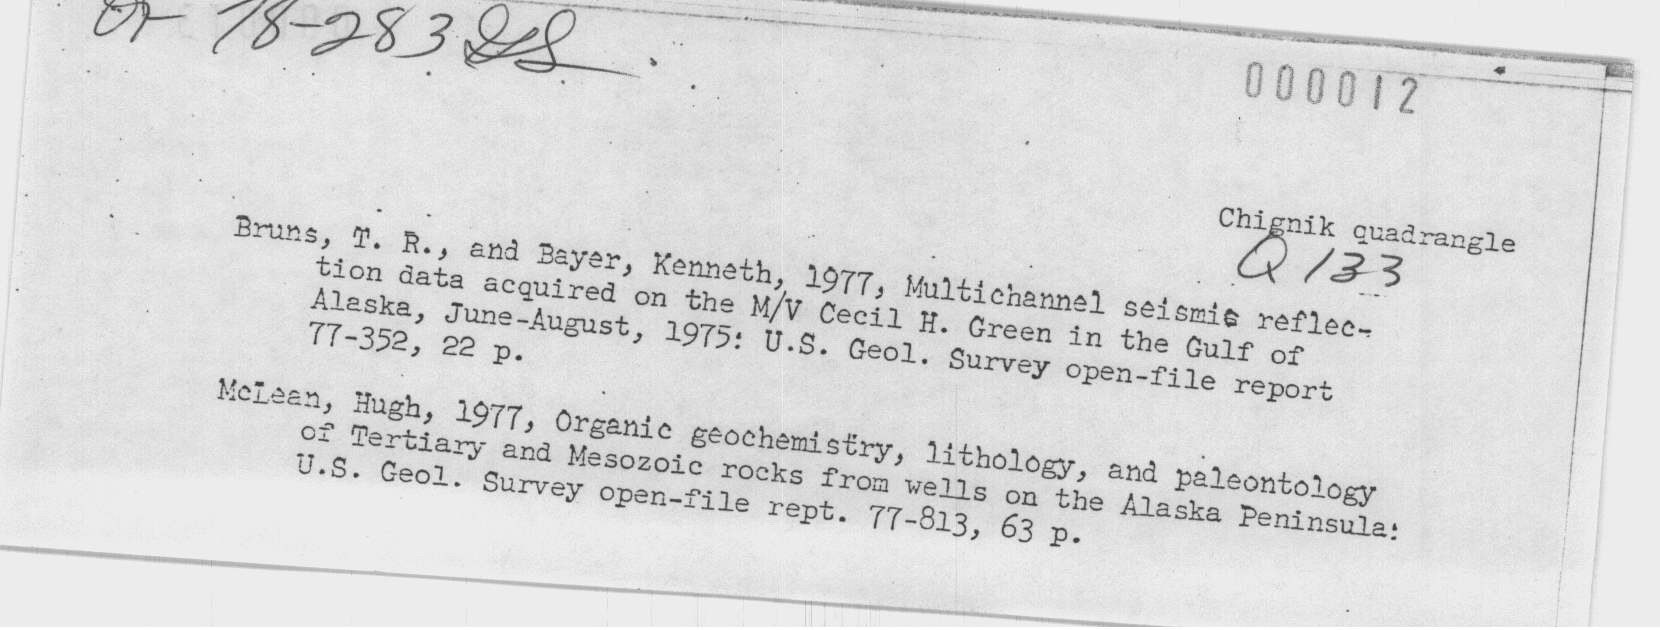 OF 78-283
000012
Chignik quadrangle
Q 133
Bruns, T. R., and Bayer, Kenneth, 1977, Multichannel seismic reflec-
tion data acquired on the M/V Cecil H. Green in the Gulf of
Alaska, June-August, 1975: U.S. Geol. Survey open-file report
77-352, 22 p.
McLean, Hugh, 1977, Organic geochemistry, lithology, and paleontology
of Tertiary and Mesozoic rocks from wells on the Alaska Peninsula:
U.S. Geol. Survey open-file rept. 77-813, 63 p.